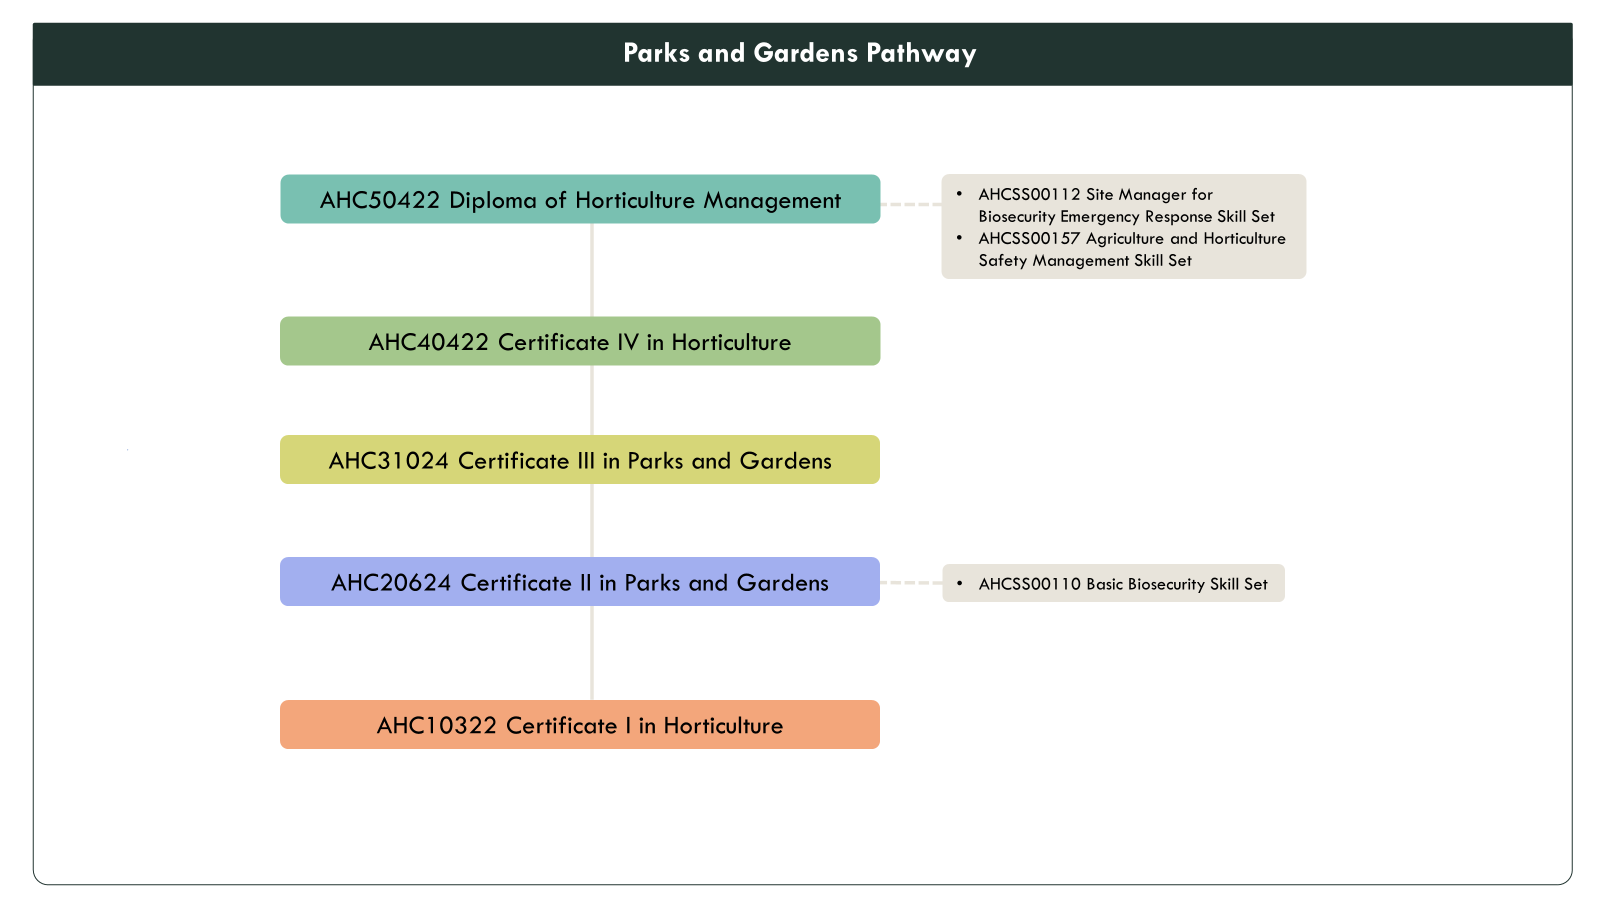 Parks and Gardens Pathway
AHC50422 Diploma of Horticulture Management
• AHCSS00112 Site Manager for
Biosecurity Emergency Response Skill Set
• AHCSS00157 Agriculture and Horticulture
Safety Management Skill Set
AHC40422 Certificate IV in Horticulture
AHC31024 Certificate III in Parks and Gardens
AHC20624 Certificate II in Parks and Gardens
• AHCSS00110 Basic Biosecurity Skill Set
AHC10322 Certificate I in Horticulture